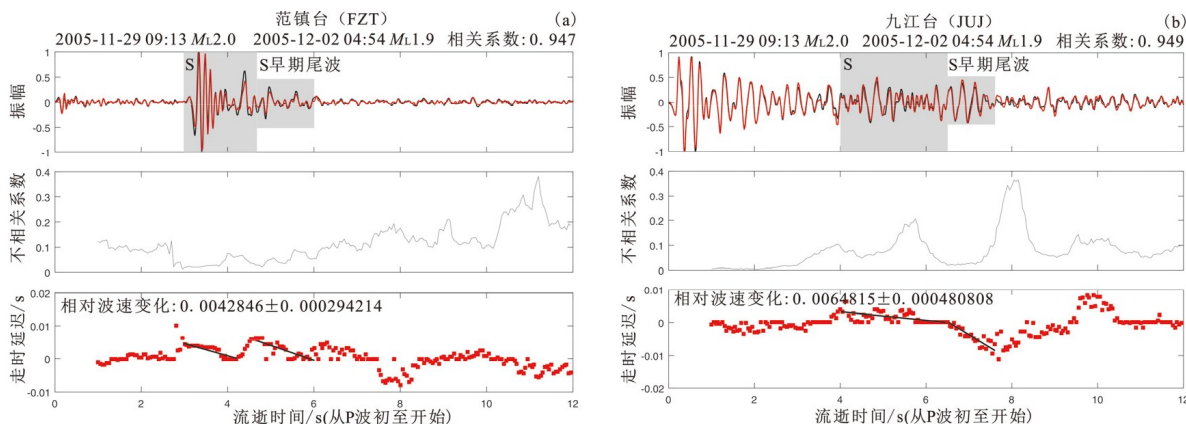 范镇台（FZT）
(a)
2005-11-29 09:13 ML2.0 2005-12-02 04:54 ML1.9 相关系数:0.947
S
S早期尾波
振幅
1
0.5
0
-0.5
-1
不相关系数
0.4
0.3
0.2
0.1
0
相对波速变化:0.0042846±0.000294214
走时延迟/s
0.02
0.01
0
-0.01
0 2 4 6 8 10 12
流逝时间/s(从P波初至开始)
九江台（JUJ）
(b)
2005-11-29 09:13 ML2.0 2005-12-02 04:54 ML1.9 相关系数:0.949
S
S早期尾波
振幅
1
0.5
0
-0.5
-1
不相关系数
0.4
0.3
0.2
0.1
0
相对波速变化:0.0064815±0.000480808
走时延迟/s
0.01
0
-0.01
-0.02
0 2 4 6 8 10 12
流逝时间/s(从P波初至开始)